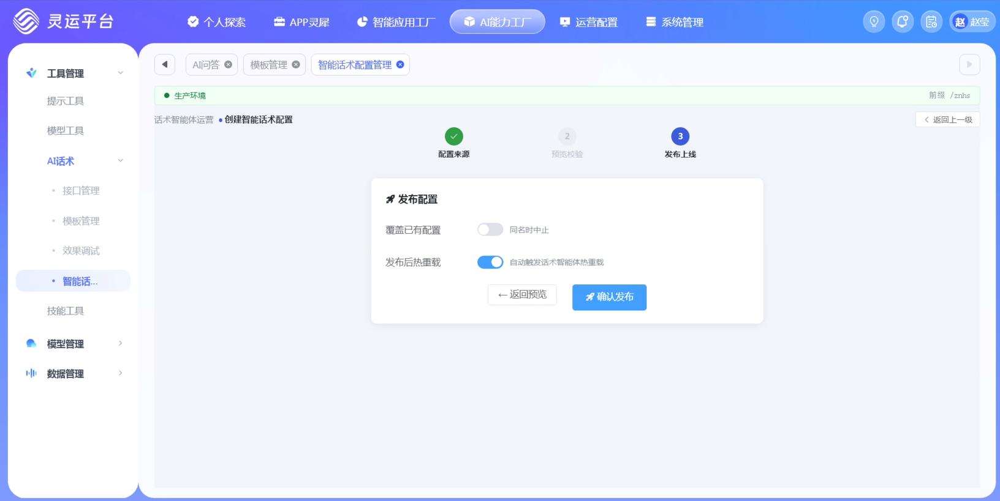 灵运平台
个人探索
APP灵犀
智能应用工厂
AI能力工厂
运营配置
系统管理
赵 赵莹
工具管理
提示工具
模型工具
AI话术
接口管理
模板管理
效果调试
智能话...
技能工具
模型管理
数据管理
AI问答
模板管理
智能话术配置管理
生产环境
前缀 /znhs
话术智能体运营
创建智能话术配置
返回上一级
配置来源
2
预览校验
3
发布上线
发布配置
覆盖已有配置
同名时中止
发布后热重载
自动触发话术智能体热重载
←返回预览
确认发布